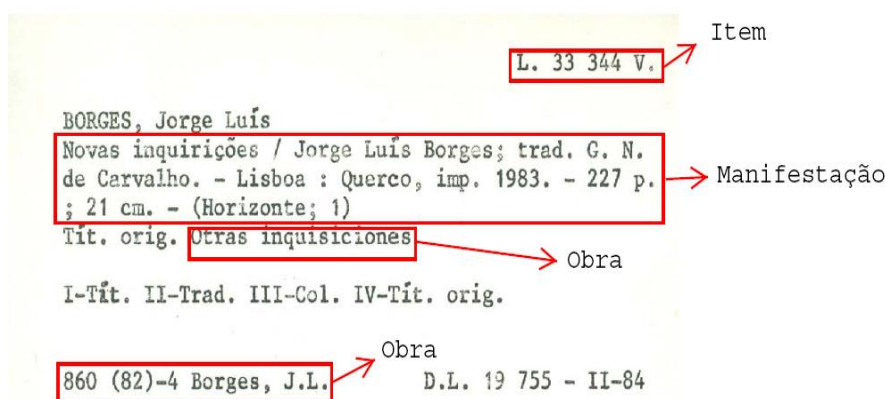 Item
L. 33 344 V.
BORGES, Jorge Luís
Novas inquirições / Jorge Luís Borges; trad. G. N.
de Carvalho. - Lisboa : Querco, imp. 1983. - 227 p.
; 21 cm. - (Horizonte; 1)
Manifestação
Tít. orig. Otras inquisiciones
Obra
I-Tít. II-Trad. III-Col. IV-Tít. orig.
Obra
860 (82)-4 Borges, J.L.
D.L. 19 755 - II-84